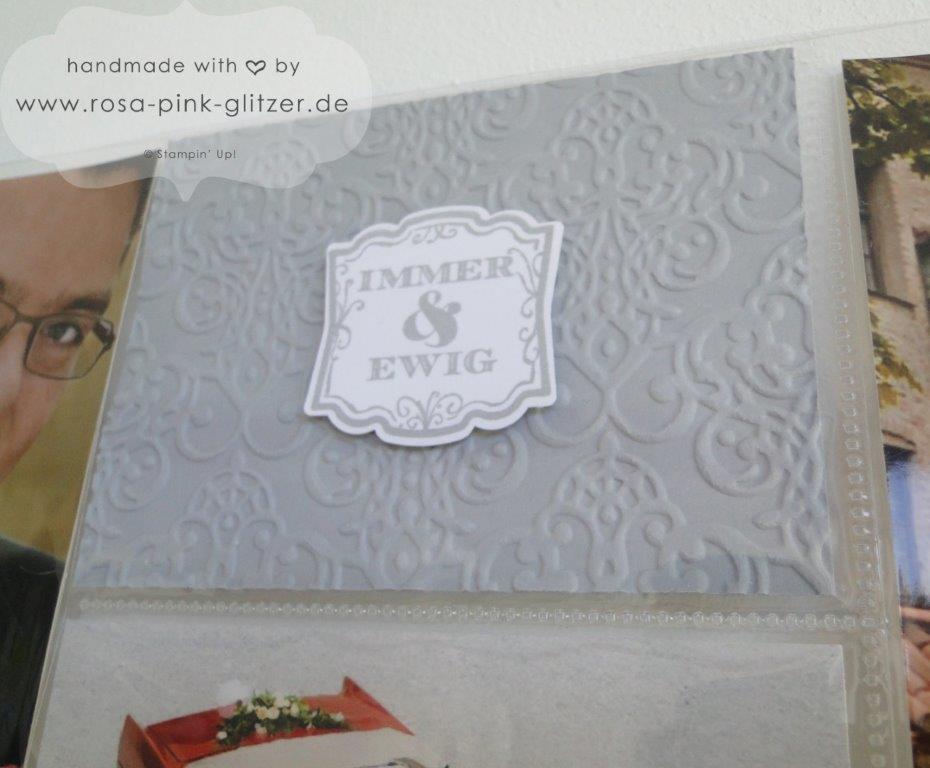 handmade with ♡ by
www.rosa-pink-glitzer.de
© Stampin' Up!
IMMER
&
EWIG